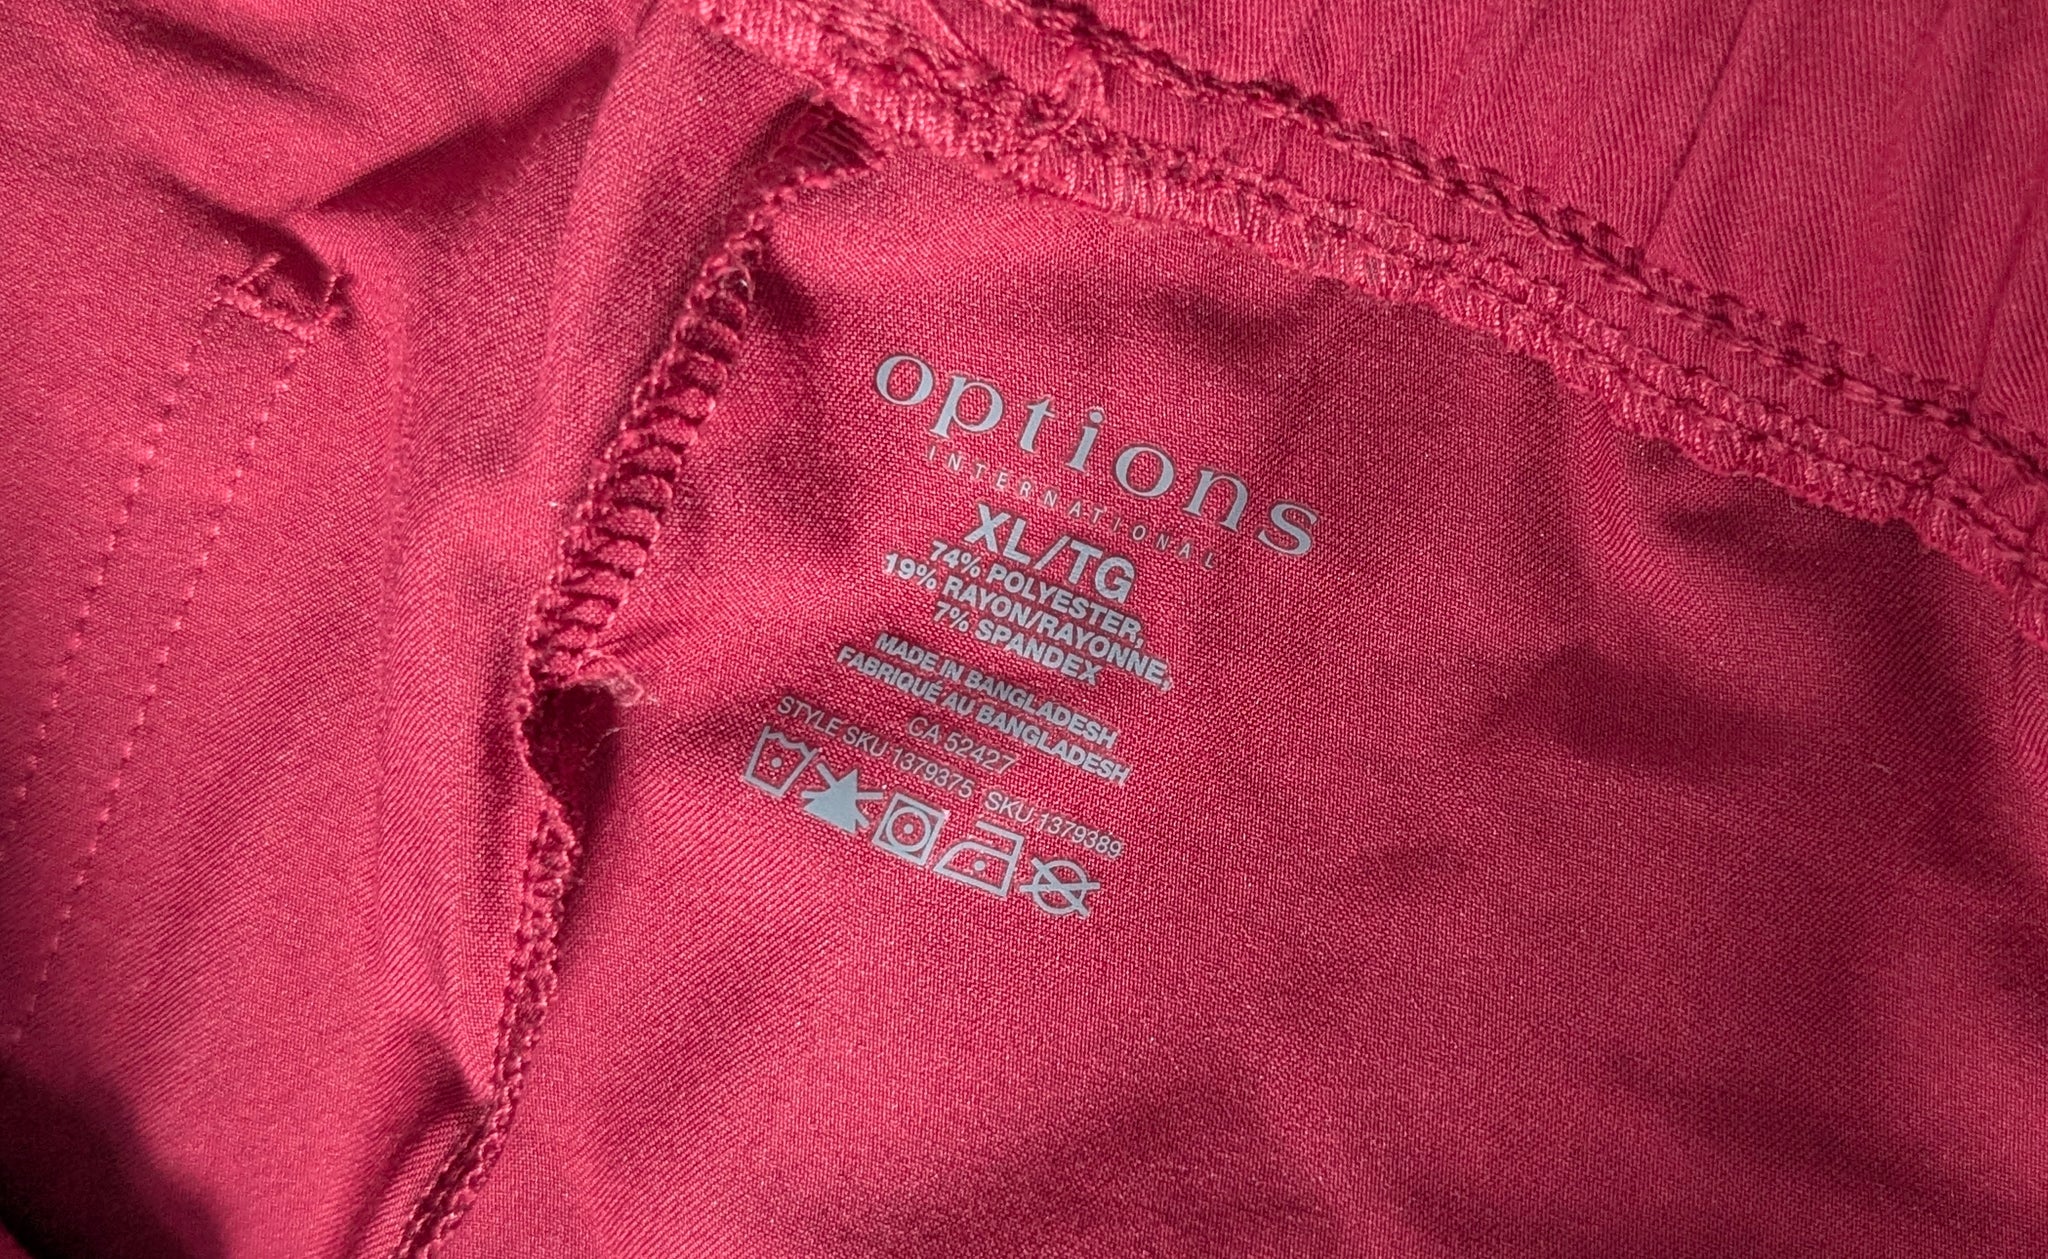 options
INTERNATIONAL
XL/TG
74% POLYESTER,
19% RAYON/RAYONNE,
7% SPANDEX
MADE IN BANGLADESH
FABRIQUÉ AU BANGLADESH
CA 52427
STYLE SKU 1379375 SKU 1379389